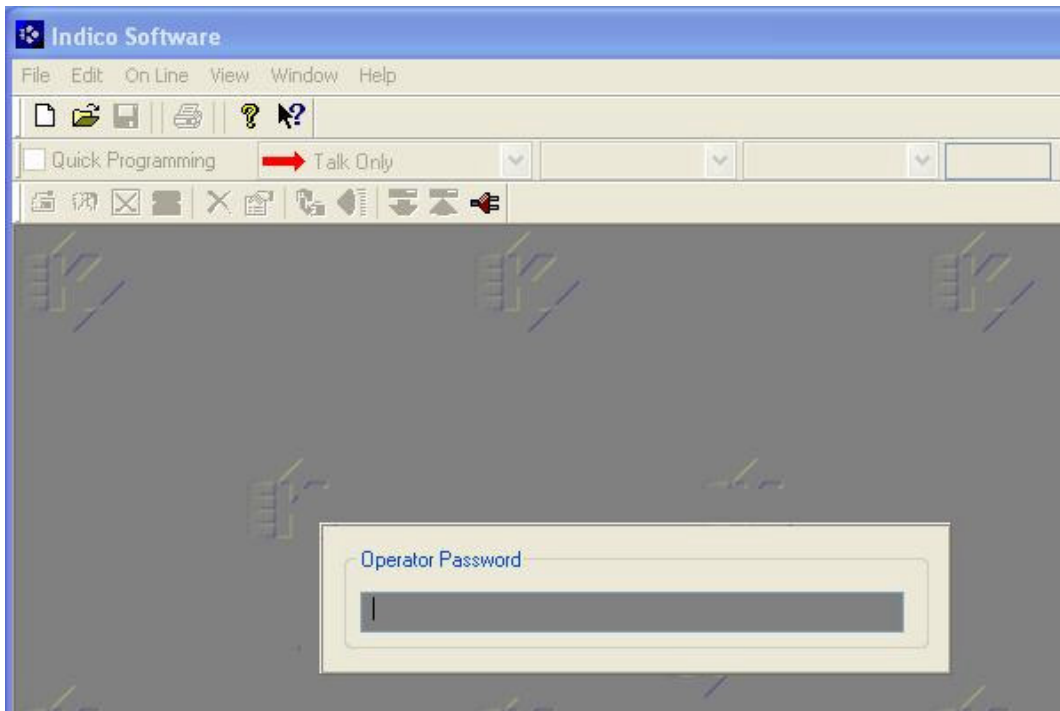 Indico Software
File Edit On Line View Window Help
Quick Programming Talk Only
Operator Password